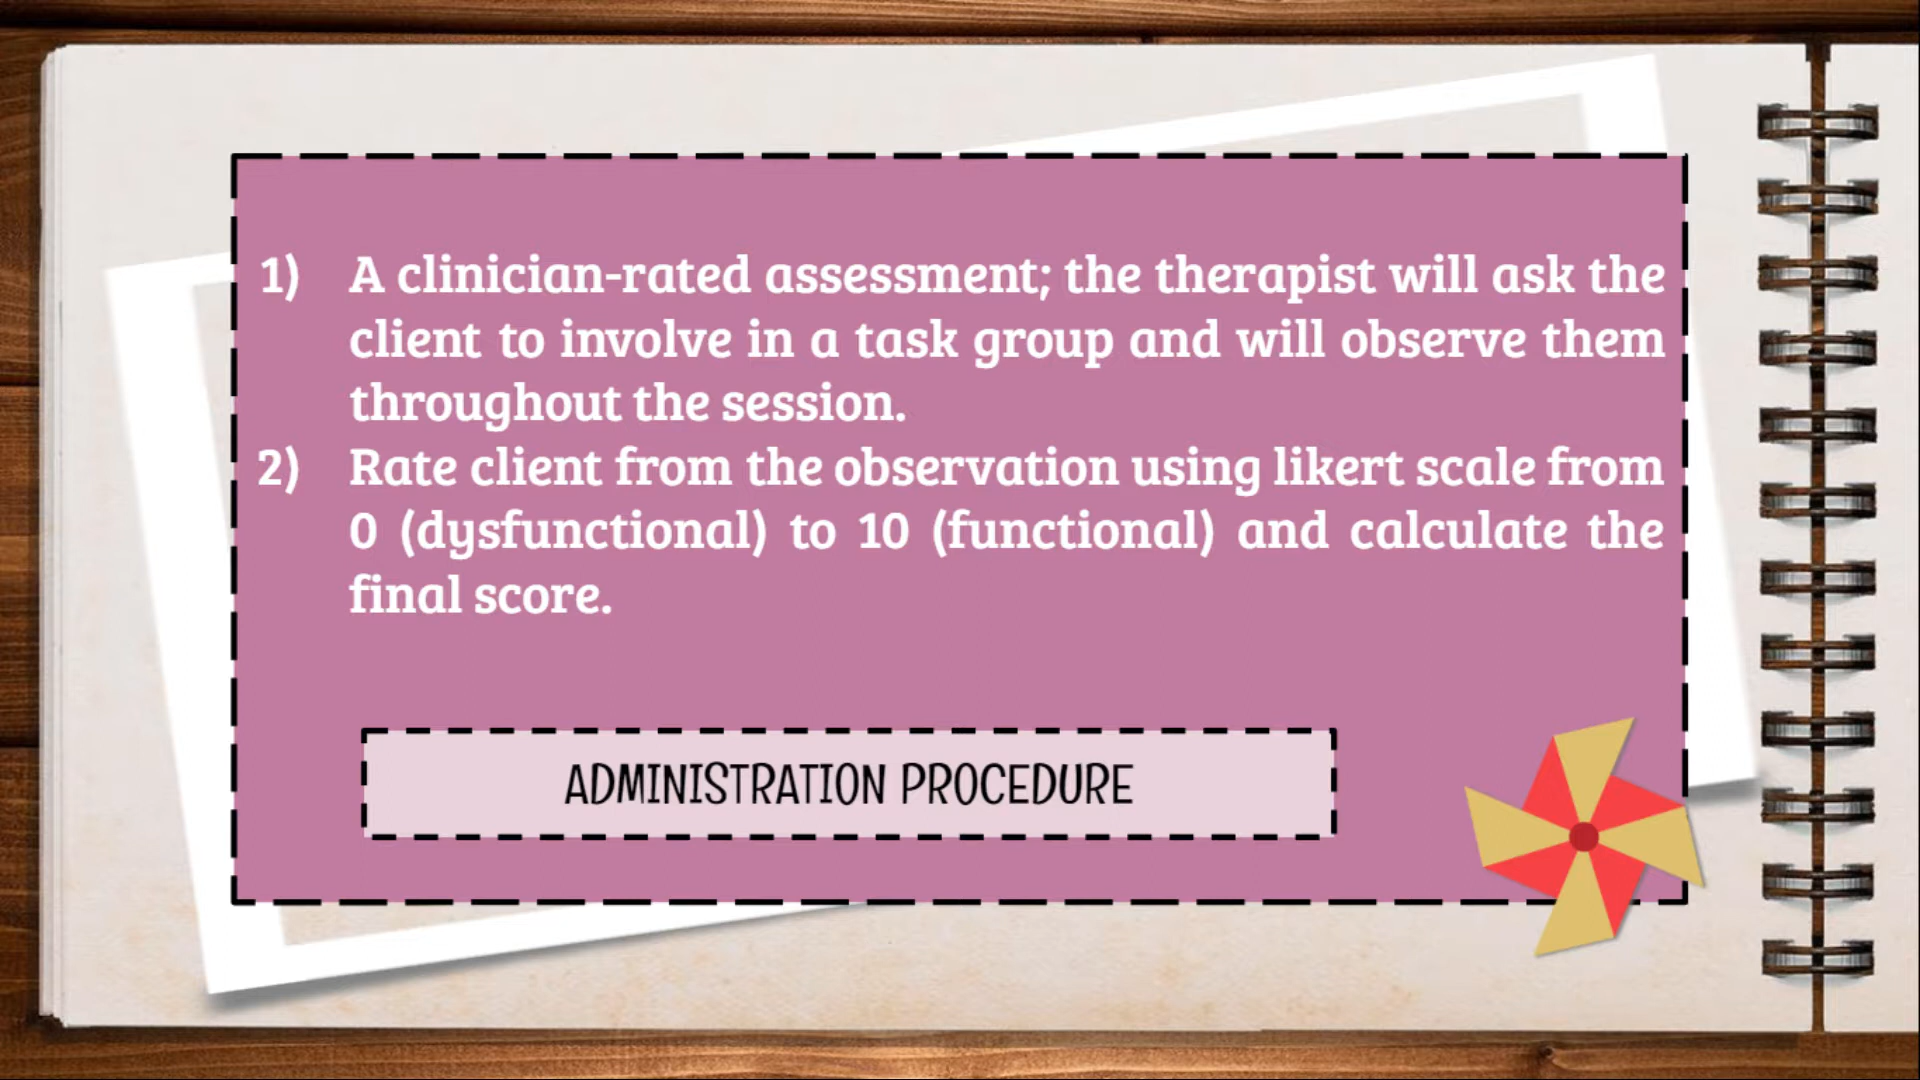 1) A clinician-rated assessment; the therapist will ask the
client to involve in a task group and will observe them
throughout the session.
2) Rate client from the observation using likert scale from
0 (dysfunctional) to 10 (functional) and calculate the
final score.
ADMINISTRATION PROCEDURE